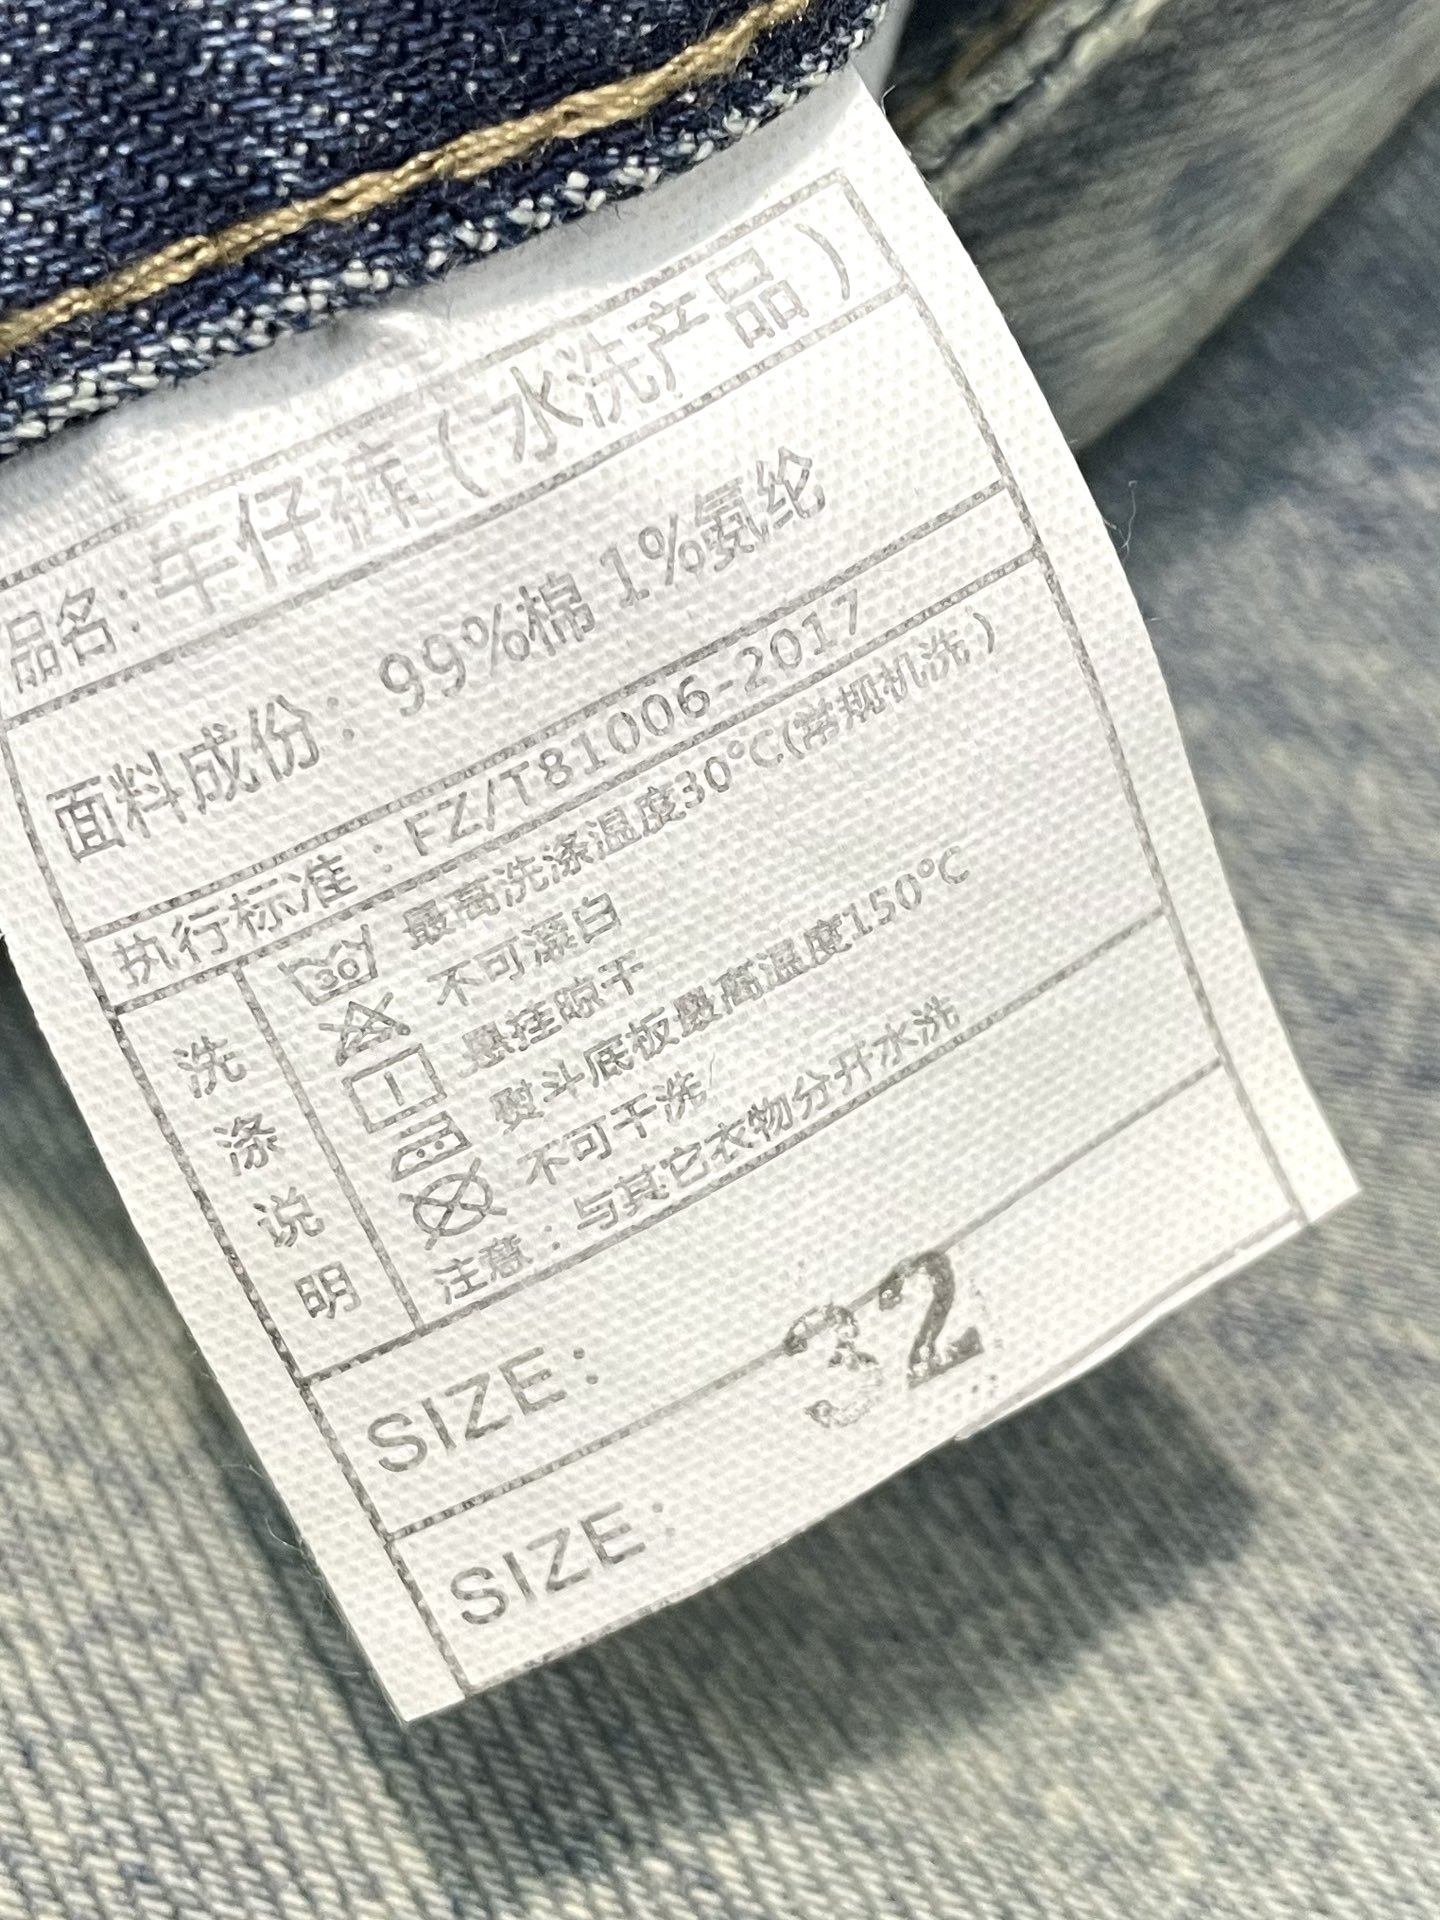 品名：牛仔裤（水洗产品）
面料成份：99%棉 1%氨纶
执行标准：FZ/T81006-2017
洗涤说明
30 最高洗涤温度30℃(常规机洗)
不可漂白
悬挂晾干
熨斗底板最高温度150℃
不可干洗
注意：与其它衣物分开水洗
SIZE: 32
SIZE: